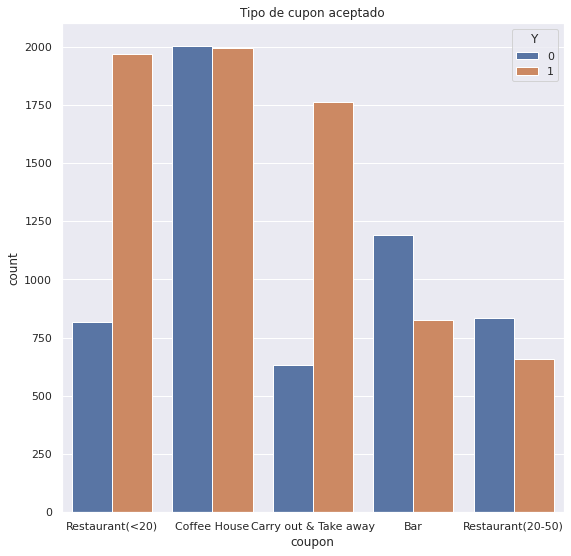 Tipo de cupon aceptado
Y
0
1
2000
1750
1500
1250
1000
750
500
250
0
count
Restaurant(<20) Coffee House Carry out & Take away Bar Restaurant(20-50)
coupon